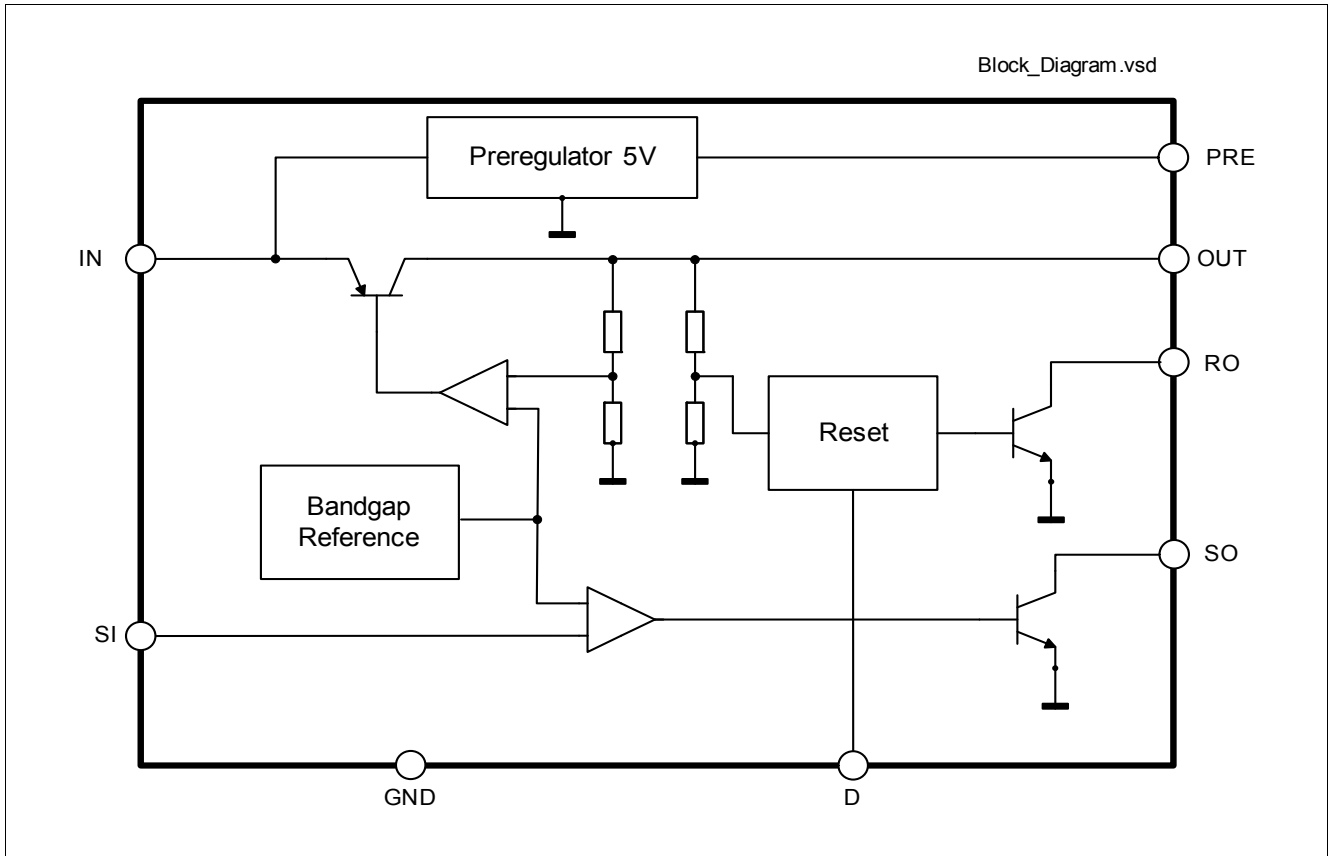 Block_Diagram.vsd
Preregulator 5V
PRE
IN
OUT
RO
Reset
Bandgap
Reference
SO
SI
GND
D